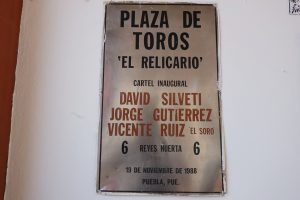 PLAZA DE
TOROS
'EL RELICARIO'
CARTEL INAUGURAL
DAVID SILVETI
JORGE GUTIERREZ
VICENTE RUIZ EL SORO
6 REYES HUERTA 6
19 DE NOVIEMBRE DE 1988
PUEBLA, PUE.